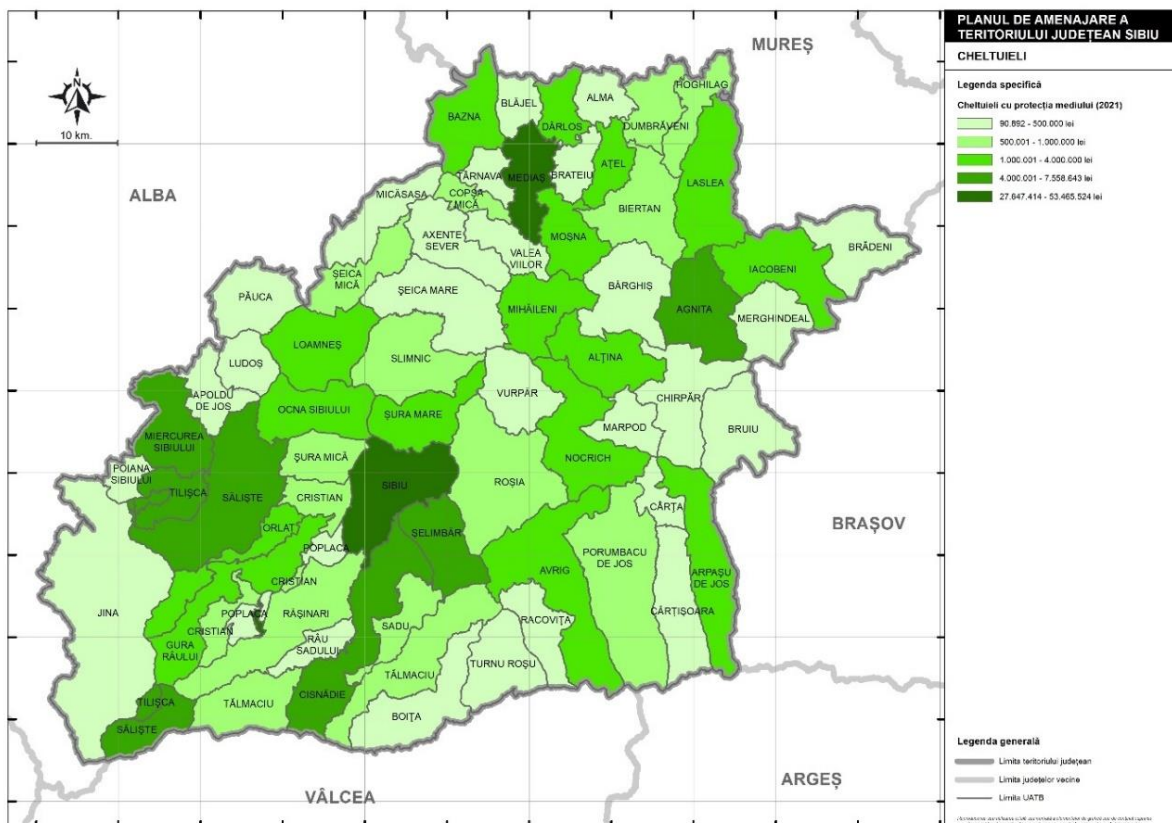 PLANUL DE AMENAJARE A
TERITORIULUI JUDEȚEAN SIBIU
CHELTUIELI
Legenda specifică
Cheltuieli cu protecția mediului (2021)
90.892 - 500.000 lei
500.001 - 1.000.000 lei
1.000.001 - 4.000.000 lei
4.000.001 - 7.558.643 lei
27.647.414 - 53.465.524 lei
N
10 km.
MUREȘ
ALBA
BRAȘOV
VÂLCEA
ARGEȘ
HOGHILAG
BAZNA
BLĂJEL
ALMA
DÂRLOS
DUMBRĂVENI
TÂRNAVA
MEDIAȘ
BRATEIU
AȚEL
LASLEA
MICĂSASA
COPȘA
MICĂ
BIERTAN
AXENTE
SEVER
MOȘNA
VALEA
VIILOR
BRĂDENI
IACOBENI
ȘEICA
MICĂ
PĂUCA
ȘEICA MARE
BÂRGHIȘ
MIHĂILENI
AGNITA
MERGHINDEAL
LOAMNEȘ
LUDOȘ
SLIMNIC
ALȚINA
APOLDU
DE JOS
VURPĂR
CHIRPĂR
OCNA SIBIULUI
ȘURA MARE
MARPOD
BRUIU
MIERCUREA
SIBIULUI
ȘURA MICĂ
NOCRICH
POIANA
SIBIULUI
TILIȘCA
SĂLIȘTE
CRISTIAN
SIBIU
ROȘIA
CÂRȚA
ORLAT
ȘELIMBĂR
POPLACA
PORUMBACU
DE JOS
AVRIG
ARPAȘU
DE JOS
CRISTIAN
JINA
POPLACA
RĂȘINARI
CÂRȚIȘOARA
RACOVIȚA
SADU
CRISTIAN
GURA
RÂULUI
RÂU
SADULUI
TURNU ROȘU
TĂLMACIU
TILIȘCA
CISNĂDIE
TĂLMACIU
BOIȚA
SĂLIȘTE
Legenda generală
Limita teritoriului județean
Limita județelor vecine
Limita UATB